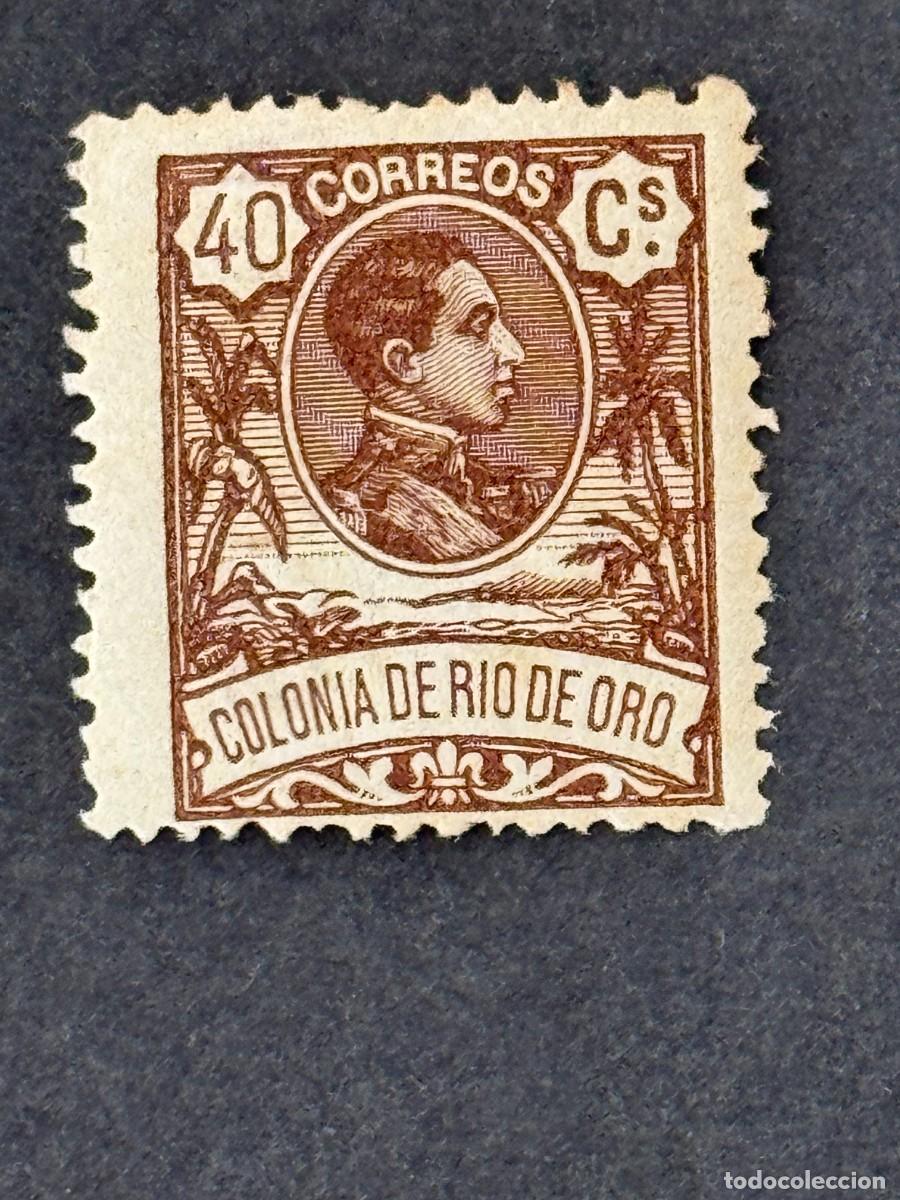 40 CORREOS Cs.
COLONIA DE RIO DE ORO
todocoleccion